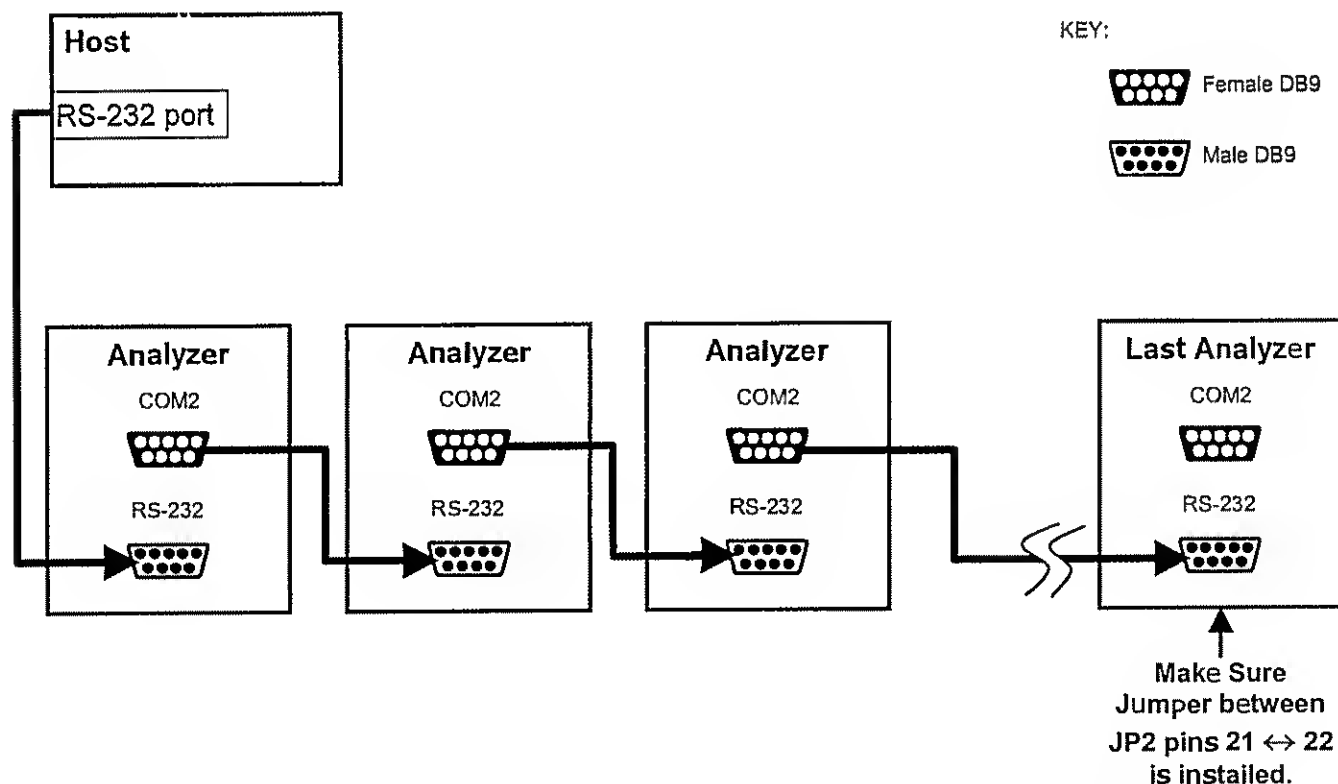 Host
RS-232 port
KEY:
Female DB9
Male DB9
Analyzer
COM2
RS-232
Analyzer
COM2
RS-232
Analyzer
COM2
RS-232
Last Analyzer
COM2
RS-232
Make Sure
Jumper between
JP2 pins 21 ↔ 22
is installed.